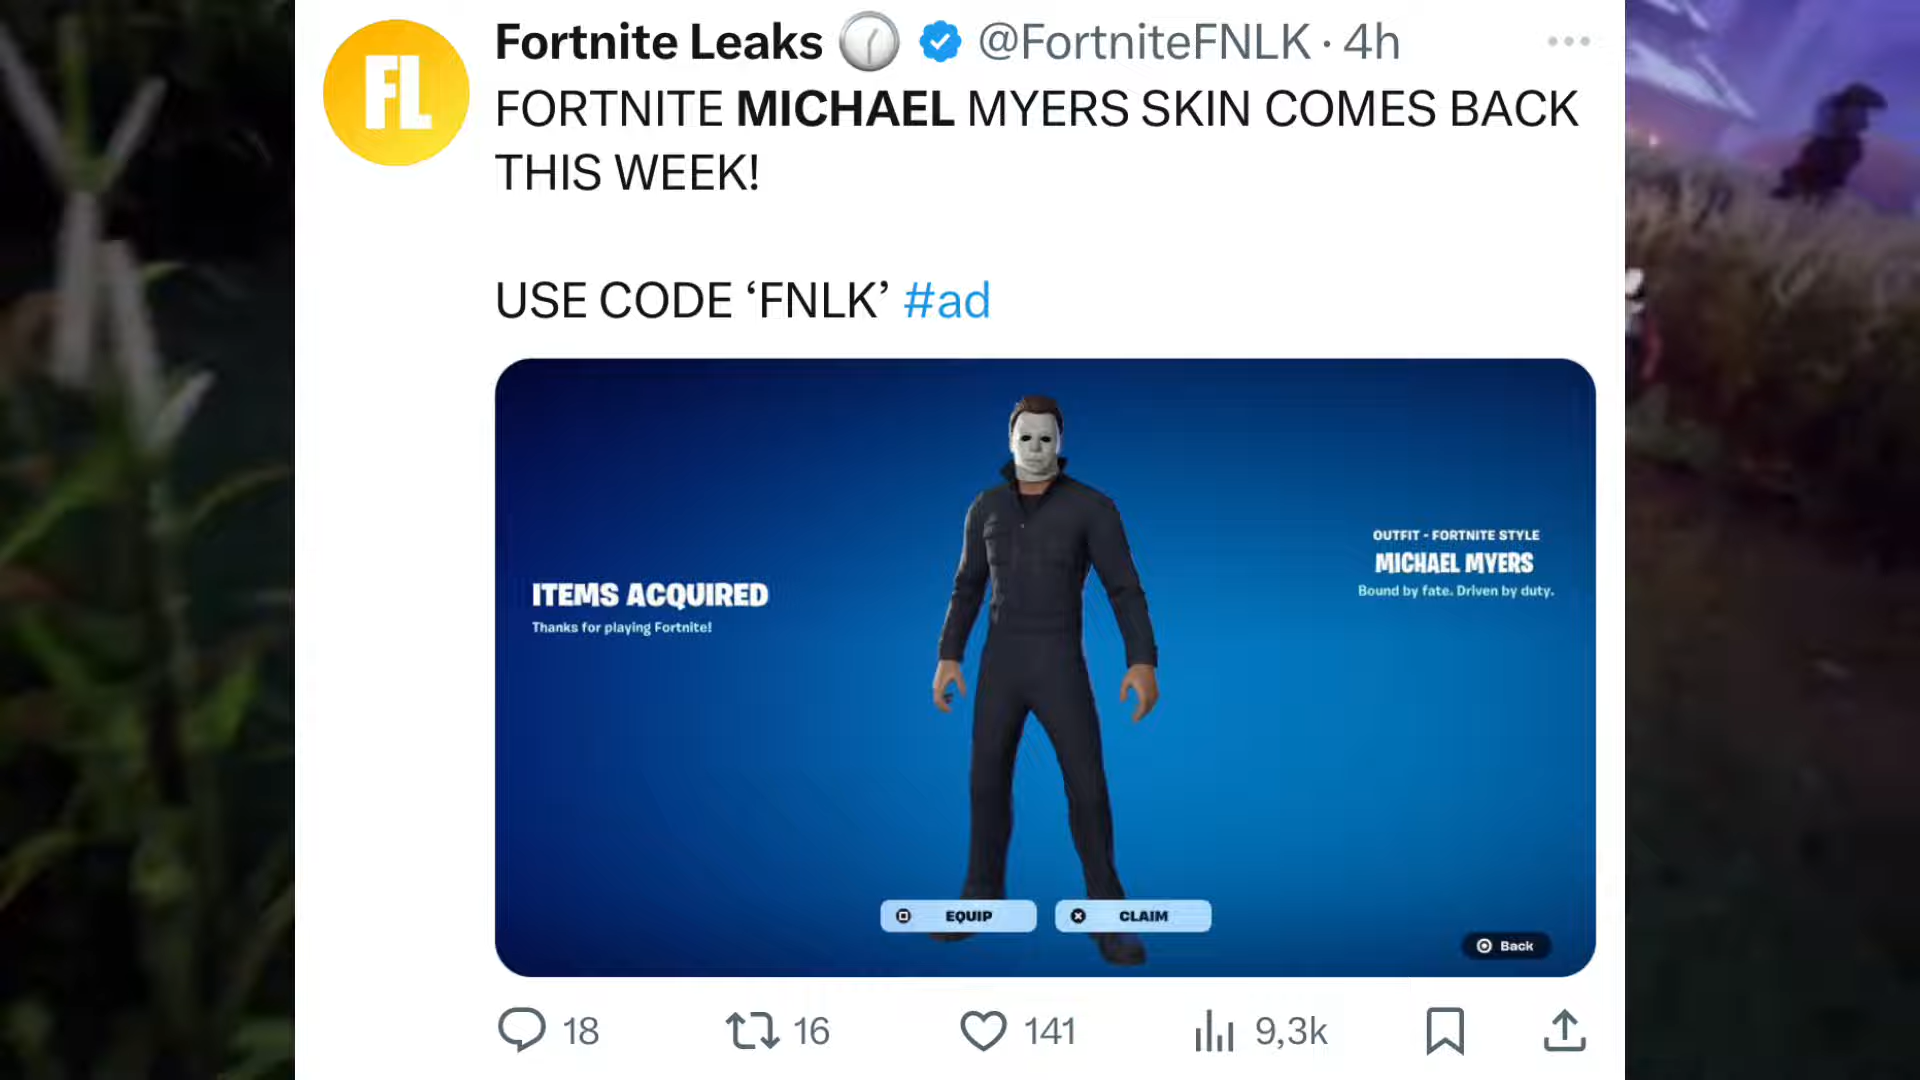 FL
Fortnite Leaks @FortniteFNLK · 4h
FORTNITE MICHAEL MYERS SKIN COMES BACK
THIS WEEK!
USE CODE ‘FNLK’ #ad
OUTFIT - FORTNITE STYLE
MICHAEL MYERS
Bound by fate. Driven by duty.
ITEMS ACQUIRED
Thanks for playing Fortnite!
EQUIP CLAIM
Back
18 16 141 9,3k